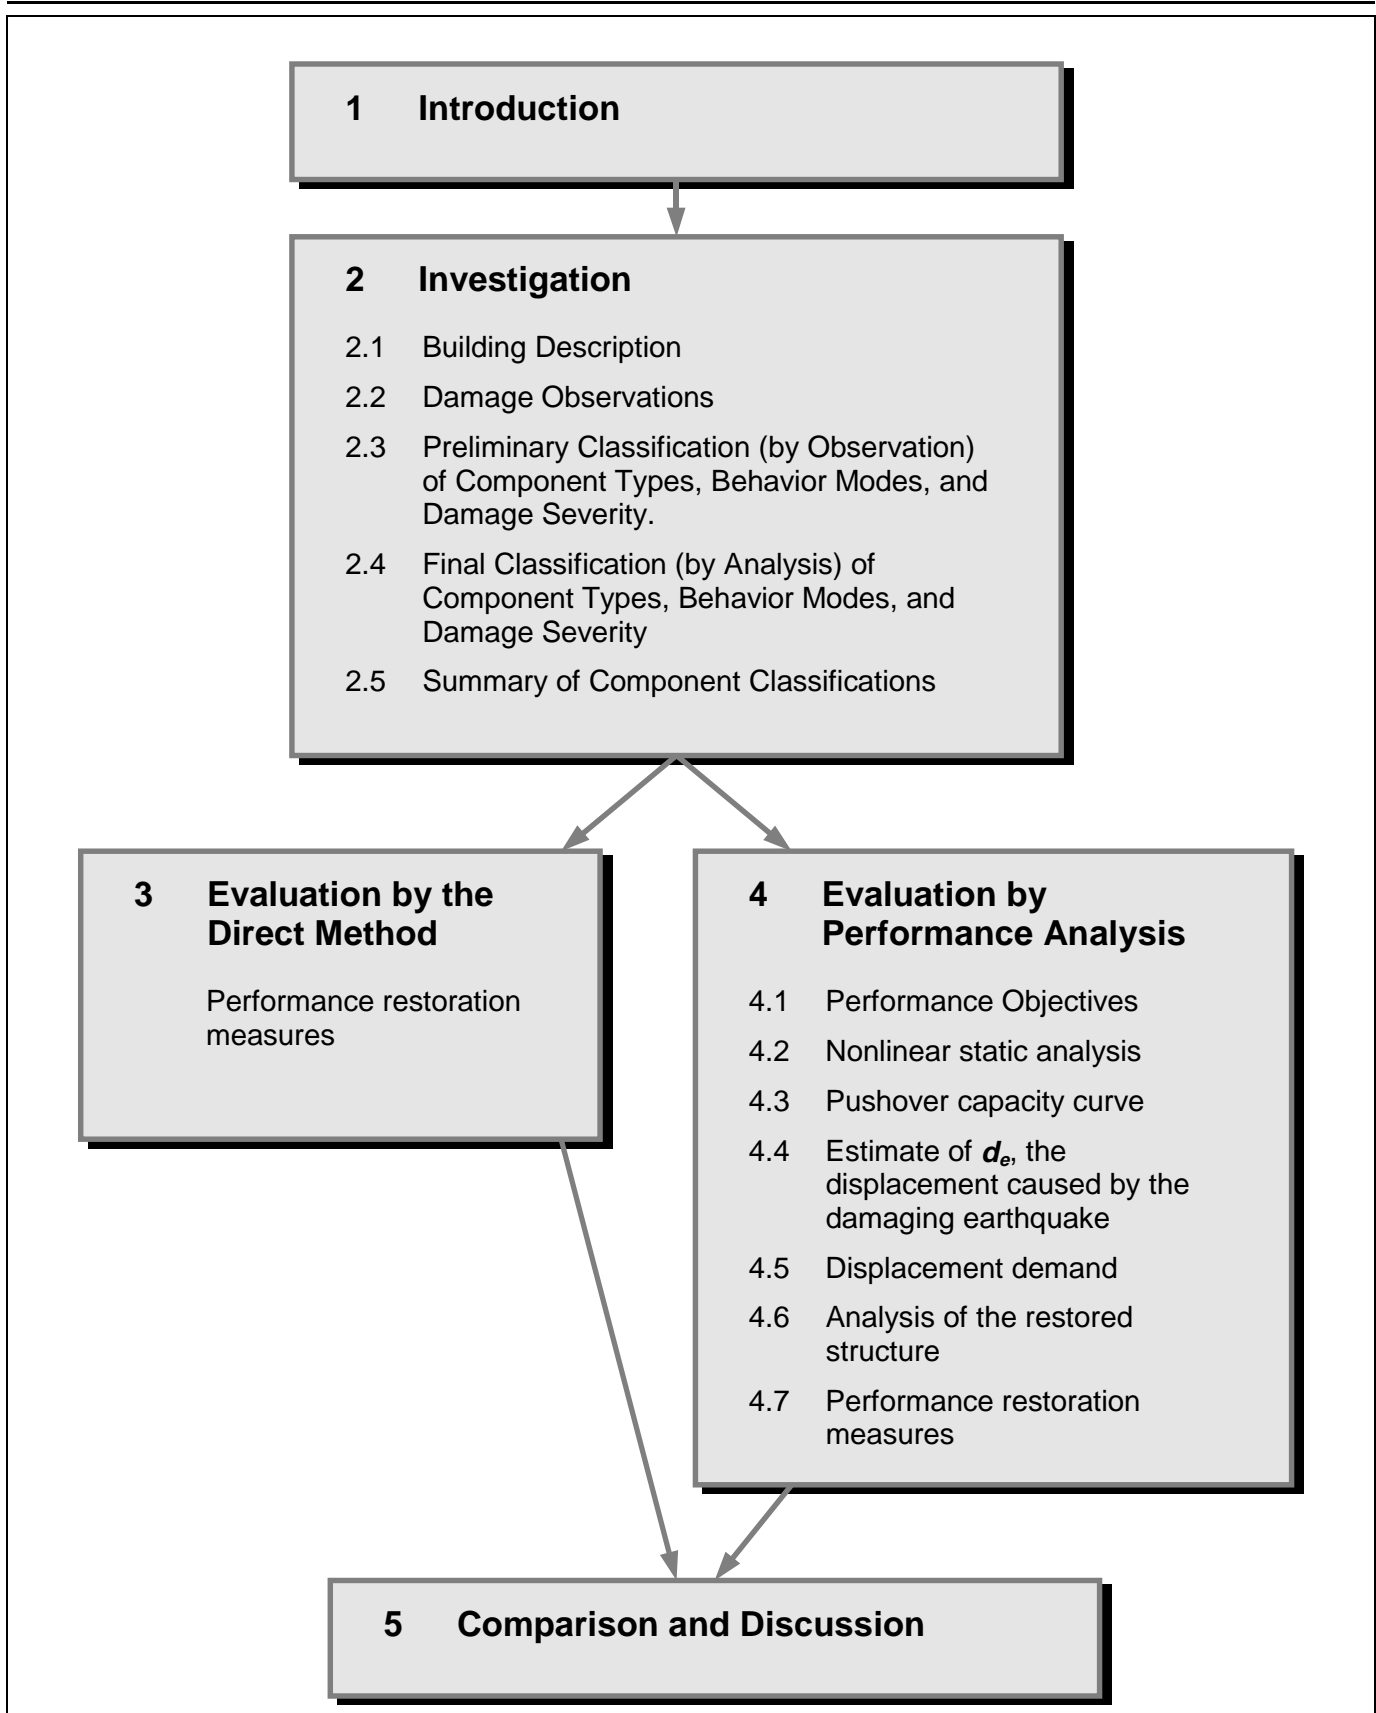 1 Introduction
2 Investigation
2.1 Building Description
2.2 Damage Observations
2.3 Preliminary Classification (by Observation)
of Component Types, Behavior Modes, and
Damage Severity.
2.4 Final Classification (by Analysis) of
Component Types, Behavior Modes, and
Damage Severity
2.5 Summary of Component Classifications
3 Evaluation by the
Direct Method
Performance restoration
measures
4 Evaluation by
Performance Analysis
4.1 Performance Objectives
4.2 Nonlinear static analysis
4.3 Pushover capacity curve
4.4 Estimate of de, the
displacement caused by the
damaging earthquake
4.5 Displacement demand
4.6 Analysis of the restored
structure
4.7 Performance restoration
measures
5 Comparison and Discussion